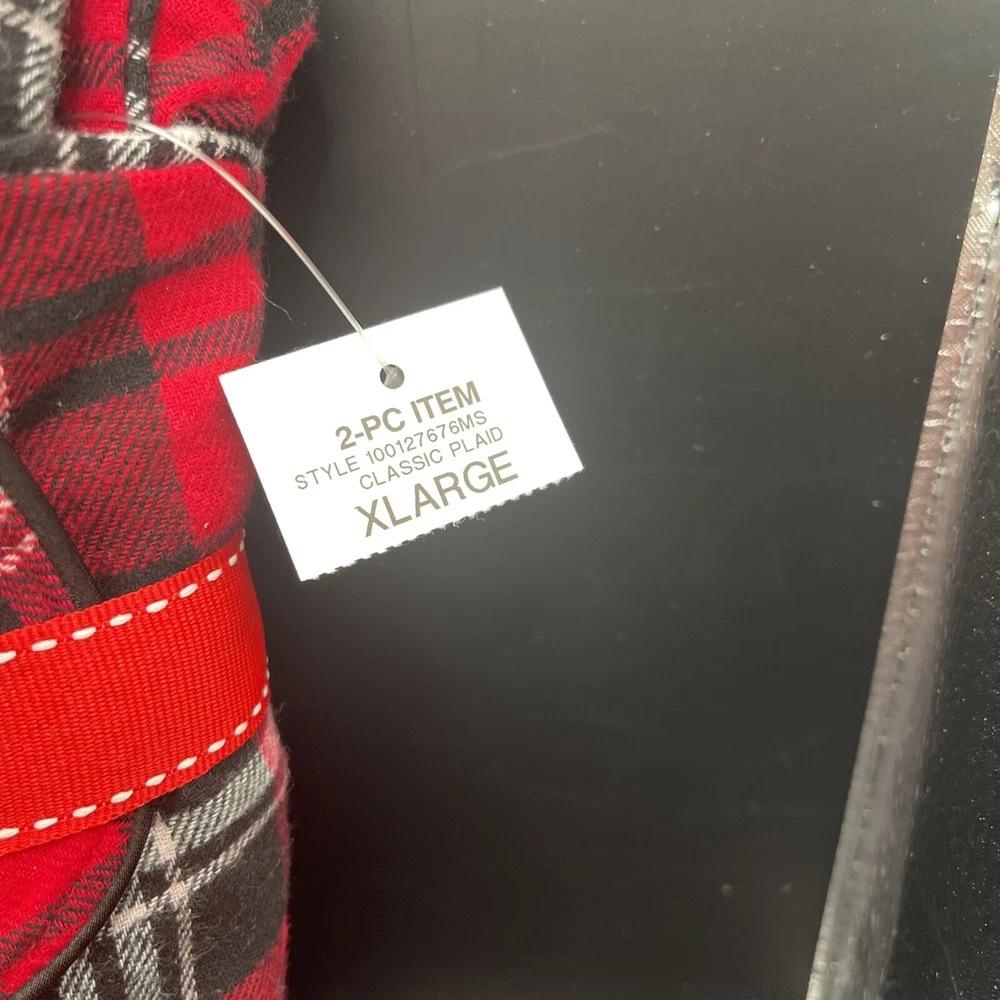 2-PC ITEM
STYLE 100127676MS
CLASSIC PLAID
XLARGE